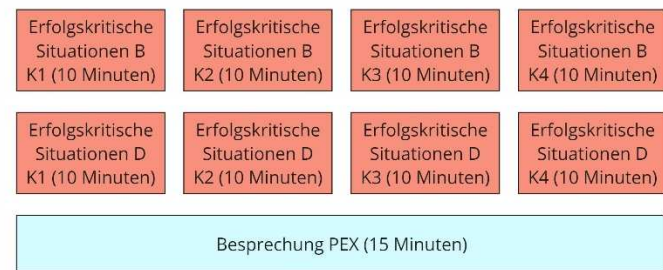 Erfolgskritische
Situationen B
K1 (10 Minuten)
Erfolgskritische
Situationen B
K2 (10 Minuten)
Erfolgskritische
Situationen B
K3 (10 Minuten)
Erfolgskritische
Situationen B
K4 (10 Minuten)
Erfolgskritische
Situationen D
K1 (10 Minuten)
Erfolgskritische
Situationen D
K2 (10 Minuten)
Erfolgskritische
Situationen D
K3 (10 Minuten)
Erfolgskritische
Situationen D
K4 (10 Minuten)
Besprechung PEX (15 Minuten)